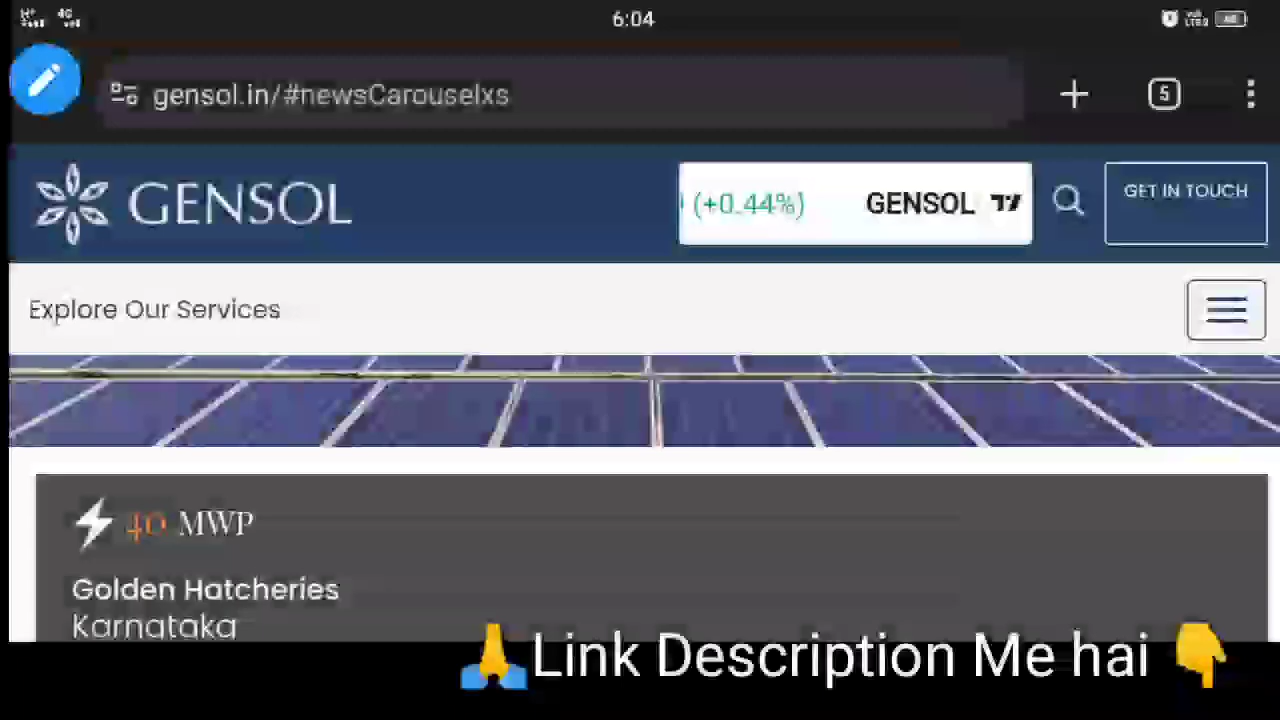 6:04
gensol.in/#newsCarouselxs
5
GENSOL
(+0.44%) GENSOL
GET IN TOUCH
Explore Our Services
40 MWP
Golden Hatcheries
Karnataka
🙏Link Description Me hai 👇